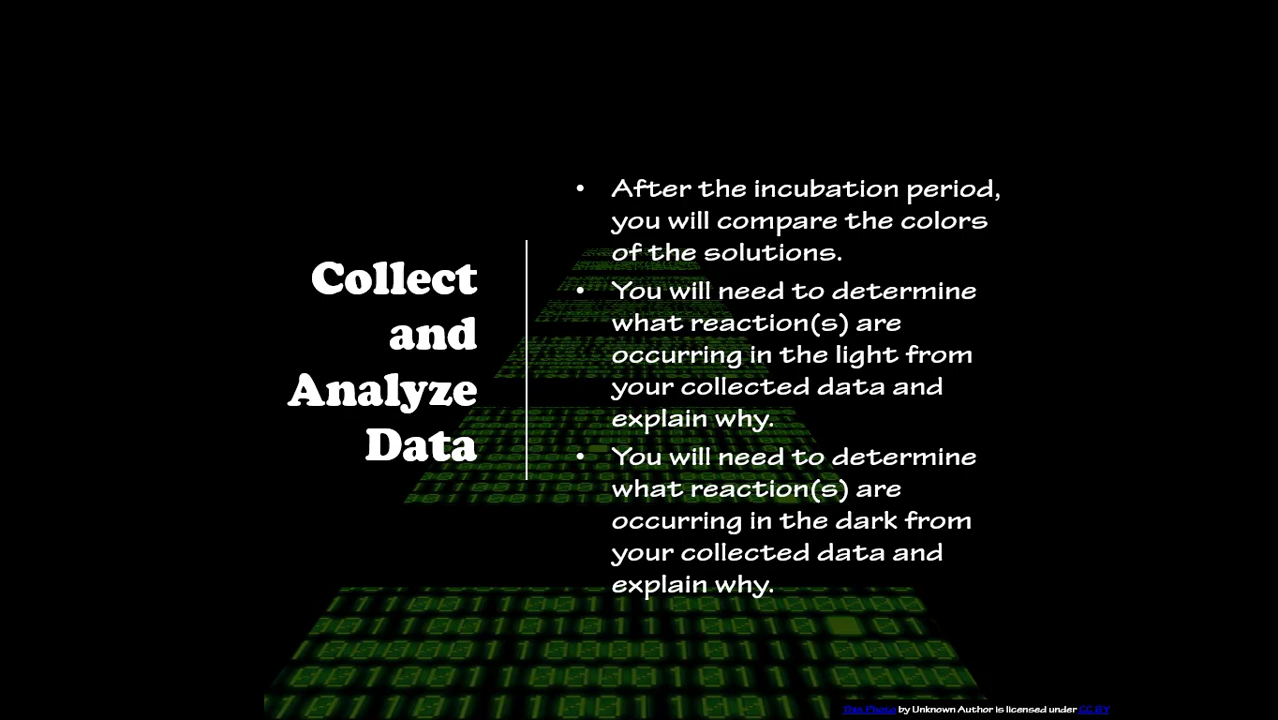 Collect
and
Analyze
Data
• After the incubation period,
you will compare the colors
of the solutions.
• You will need to determine
what reaction(s) are
occurring in the light from
your collected data and
explain why.
• You will need to determine
what reaction(s) are
occurring in the dark from
your collected data and
explain why.
This Photo by Unknown Author is licensed under CC BY